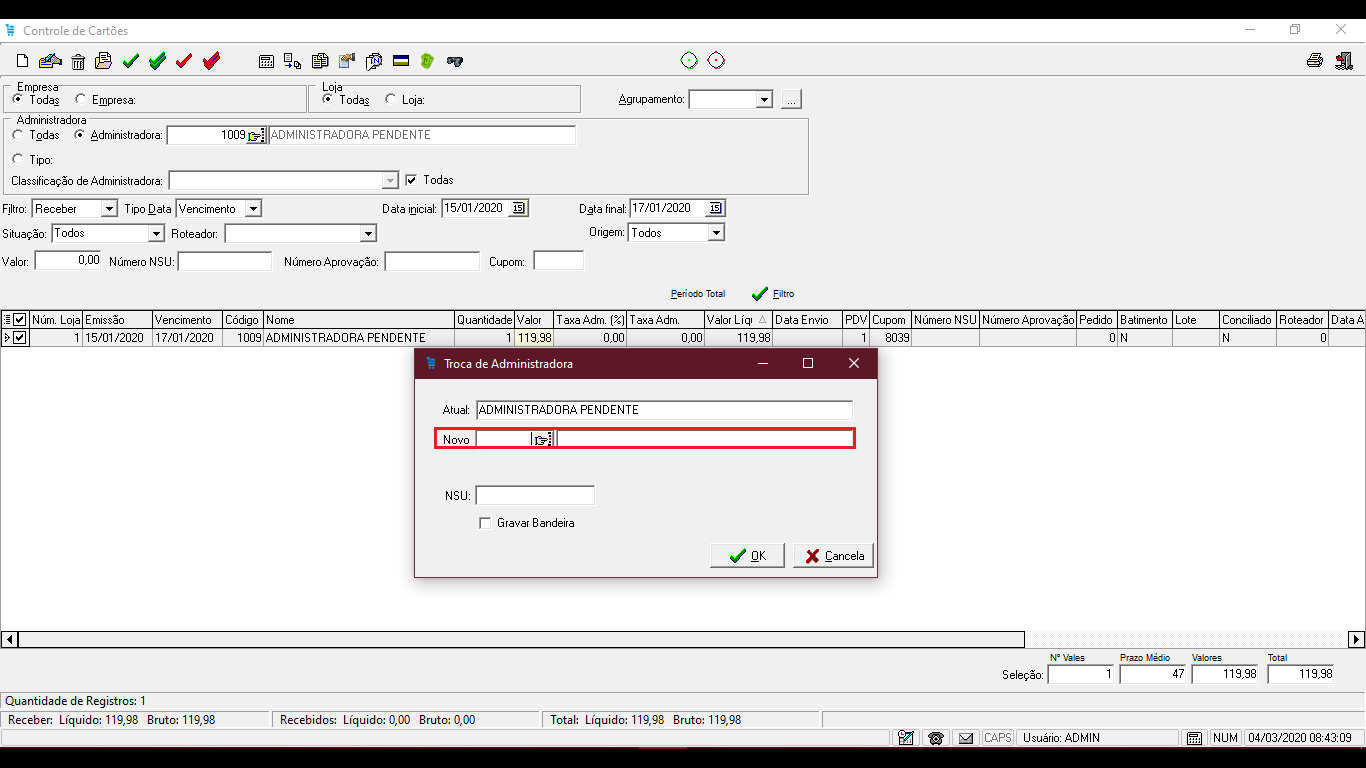 Controle de Cartões
Empresa
Todas Empresa:
Loja
Todas Loja:
Agrupamento: ...
Administradora
Todas Administradora: 1009 ADMINISTRADORA PENDENTE
Tipo:
Classificação de Administradora: Todas
Filtro: Receber Tipo Data Vencimento Data inicial: 15/01/2020 15 Data final: 17/01/2020 15
Situação: Todos Roteador: Origem: Todos
Valor: 0,00 Número NSU: Número Aprovação: Cupom:
Período Total Filtro
Núm. Loja Emissão Vencimento Código Nome Quantidade Valor Taxa Adm. (%) Taxa Adm. Valor Líqu Data Envio PDV Cupom Número NSU Número Aprovação Pedido Batimento Lote Conciliado Roteador Data A
1 15/01/2020 17/01/2020 1009 ADMINISTRADORA PENDENTE 1 119,98 0,00 0,00 119,98 1 8039 0 N N 0
Troca de Administradora
Atual: ADMINISTRADORA PENDENTE
Novo
NSU:
Gravar Bandeira
OK Cancela
Nº Vales Prazo Médio Valores Total
Seleção: 1 47 119,98 119,98
Quantidade de Registros: 1
Receber: Líquido: 119,98 Bruto: 119,98 Recebidos: Líquido: 0,00 Bruto: 0,00 Total: Líquido: 119,98 Bruto: 119,98
CAPS Usuário: ADMIN NUM 04/03/2020 08:43:09